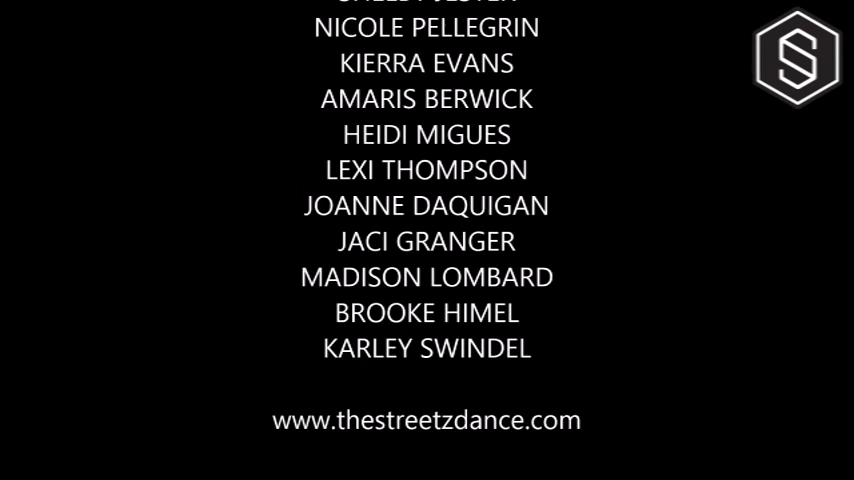 NICOLE PELLEGRIN
KIERRA EVANS
AMARIS BERWICK
HEIDI MIGUES
LEXI THOMPSON
JOANNE DAQUIGAN
JACI GRANGER
MADISON LOMBARD
BROOKE HIMEL
KARLEY SWINDEL
www.thestreetzdance.com